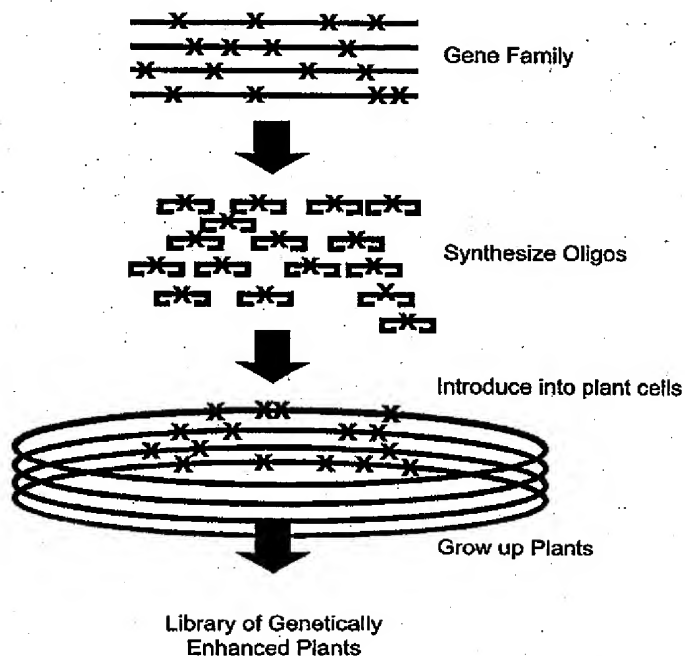 Gene Family
Synthesize Oligos
Introduce into plant cells
Grow up Plants
Library of Genetically
Enhanced Plants